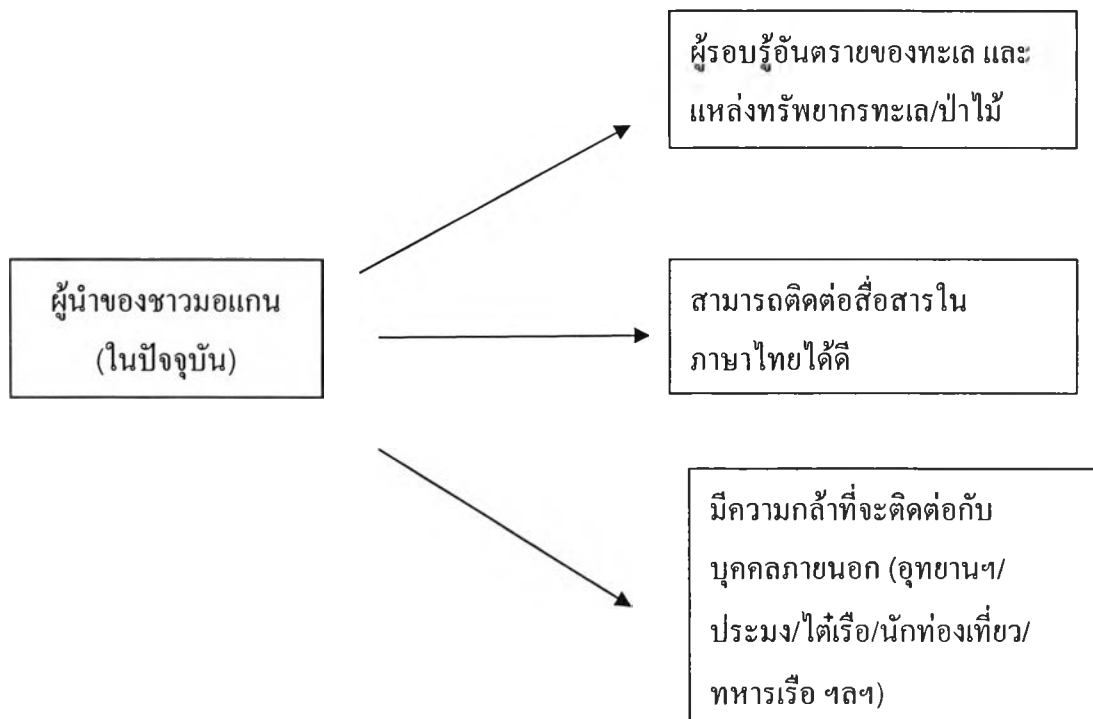 ผู้รอบรู้อันตรายของทะเล และ
แหล่งทรัพยากรทะเล/ป่าไม้
ผู้นำของชาวมอแกน
(ในปัจจุบัน)
สามารถติดต่อสื่อสารใน
ภาษาไทยได้ดี
มีความกล้าที่จะติดต่อกับ
บุคคลภายนอก (อุทยานฯ/
ประมง/ไต๋เรือ/นักท่องเที่ยว/
ทหารเรือ ฯลฯ)